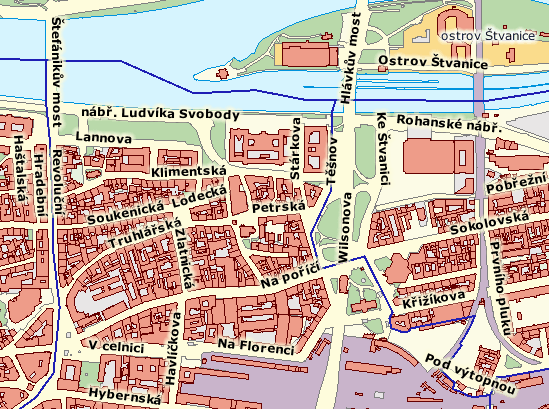 Štefánikův most
Hlávkův most
ostrov Štvanice
Ostrov Štvanice
nábř. Ludvíka Svobody
Rohanské nábř.
Lannova
Stárkova
Těšnov
Ke Štvanici
Haštalská
Hradební
Revoluční
Klimentská
Pobřežní
Soukenická
Lodecká
Petrská
Truhlářská
Zlatnická
Wilsonova
Sokolovská
Na poříčí
Prvního pluku
Křižíkova
Havlíčkova
V celnici
Na Florenci
Pod výtopnou
Hybernská